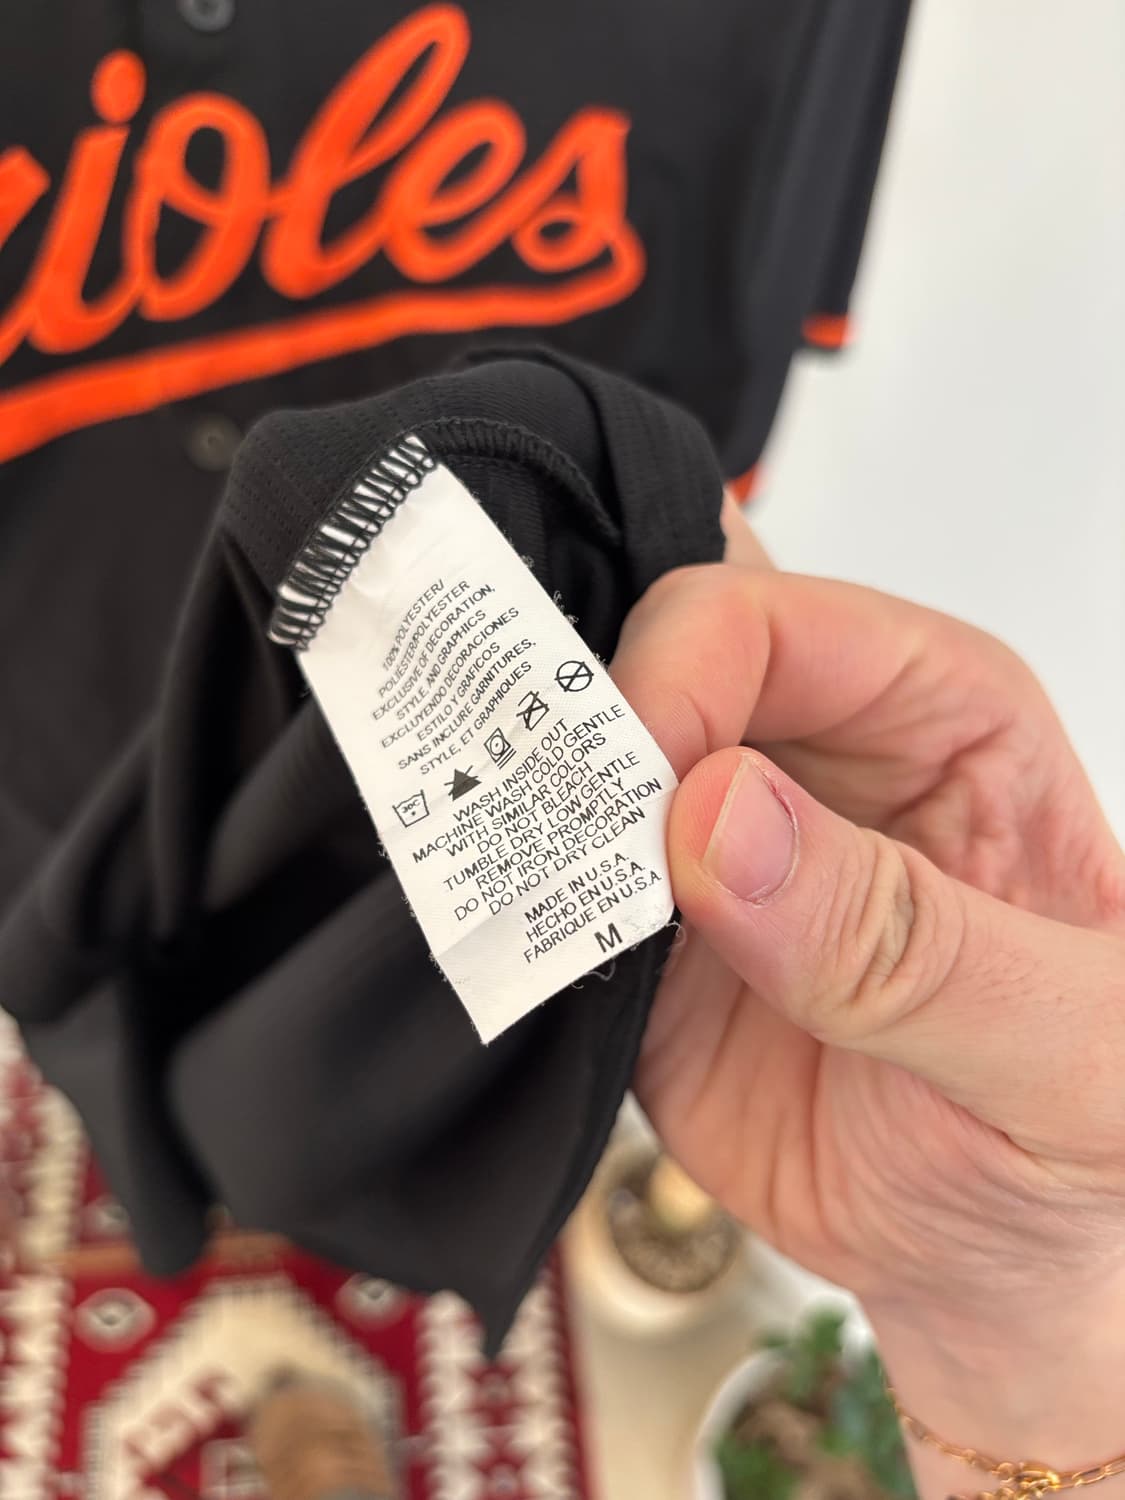 rioles
100% POLYESTER/
POLIESTER/POLYESTER
EXCLUSIVE OF DECORATION,
STYLE, AND GRAPHICS
EXCLUYENDO DECORACIONES
ESTILO Y GRAFICOS
SANS INCLURE GARNITURES,
STYLE, ET GRAPHIQUES
30C
WASH INSIDE OUT
MACHINE WASH COLD GENTLE
WITH SIMILAR COLORS
DO NOT BLEACH
TUMBLE DRY LOW GENTLE
REMOVE PROMPTLY
DO NOT IRON DECORATION
DO NOT DRY CLEAN
MADE IN U.S.A.
HECHO EN U.S.A.
FABRIQUE EN U.S.A
M